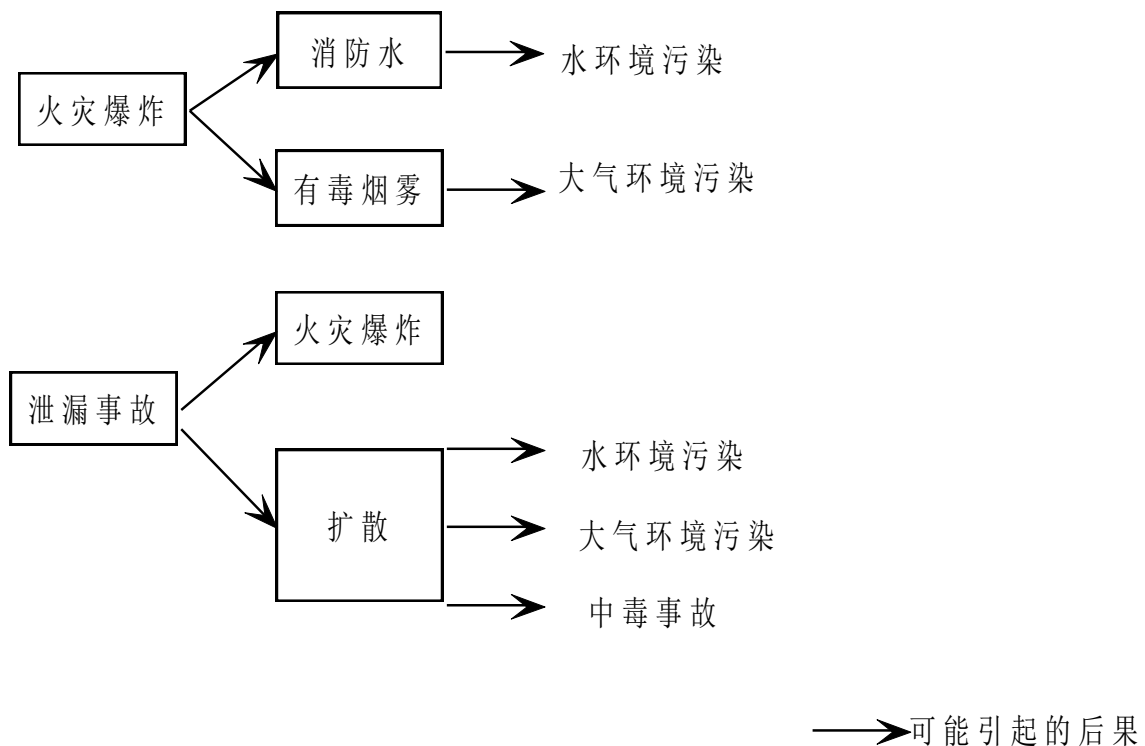 消防水
水环境污染
火灾爆炸
有毒烟雾
大气环境污染
火灾爆炸
泄漏事故
水环境污染
扩散
大气环境污染
中毒事故
可能引起的后果